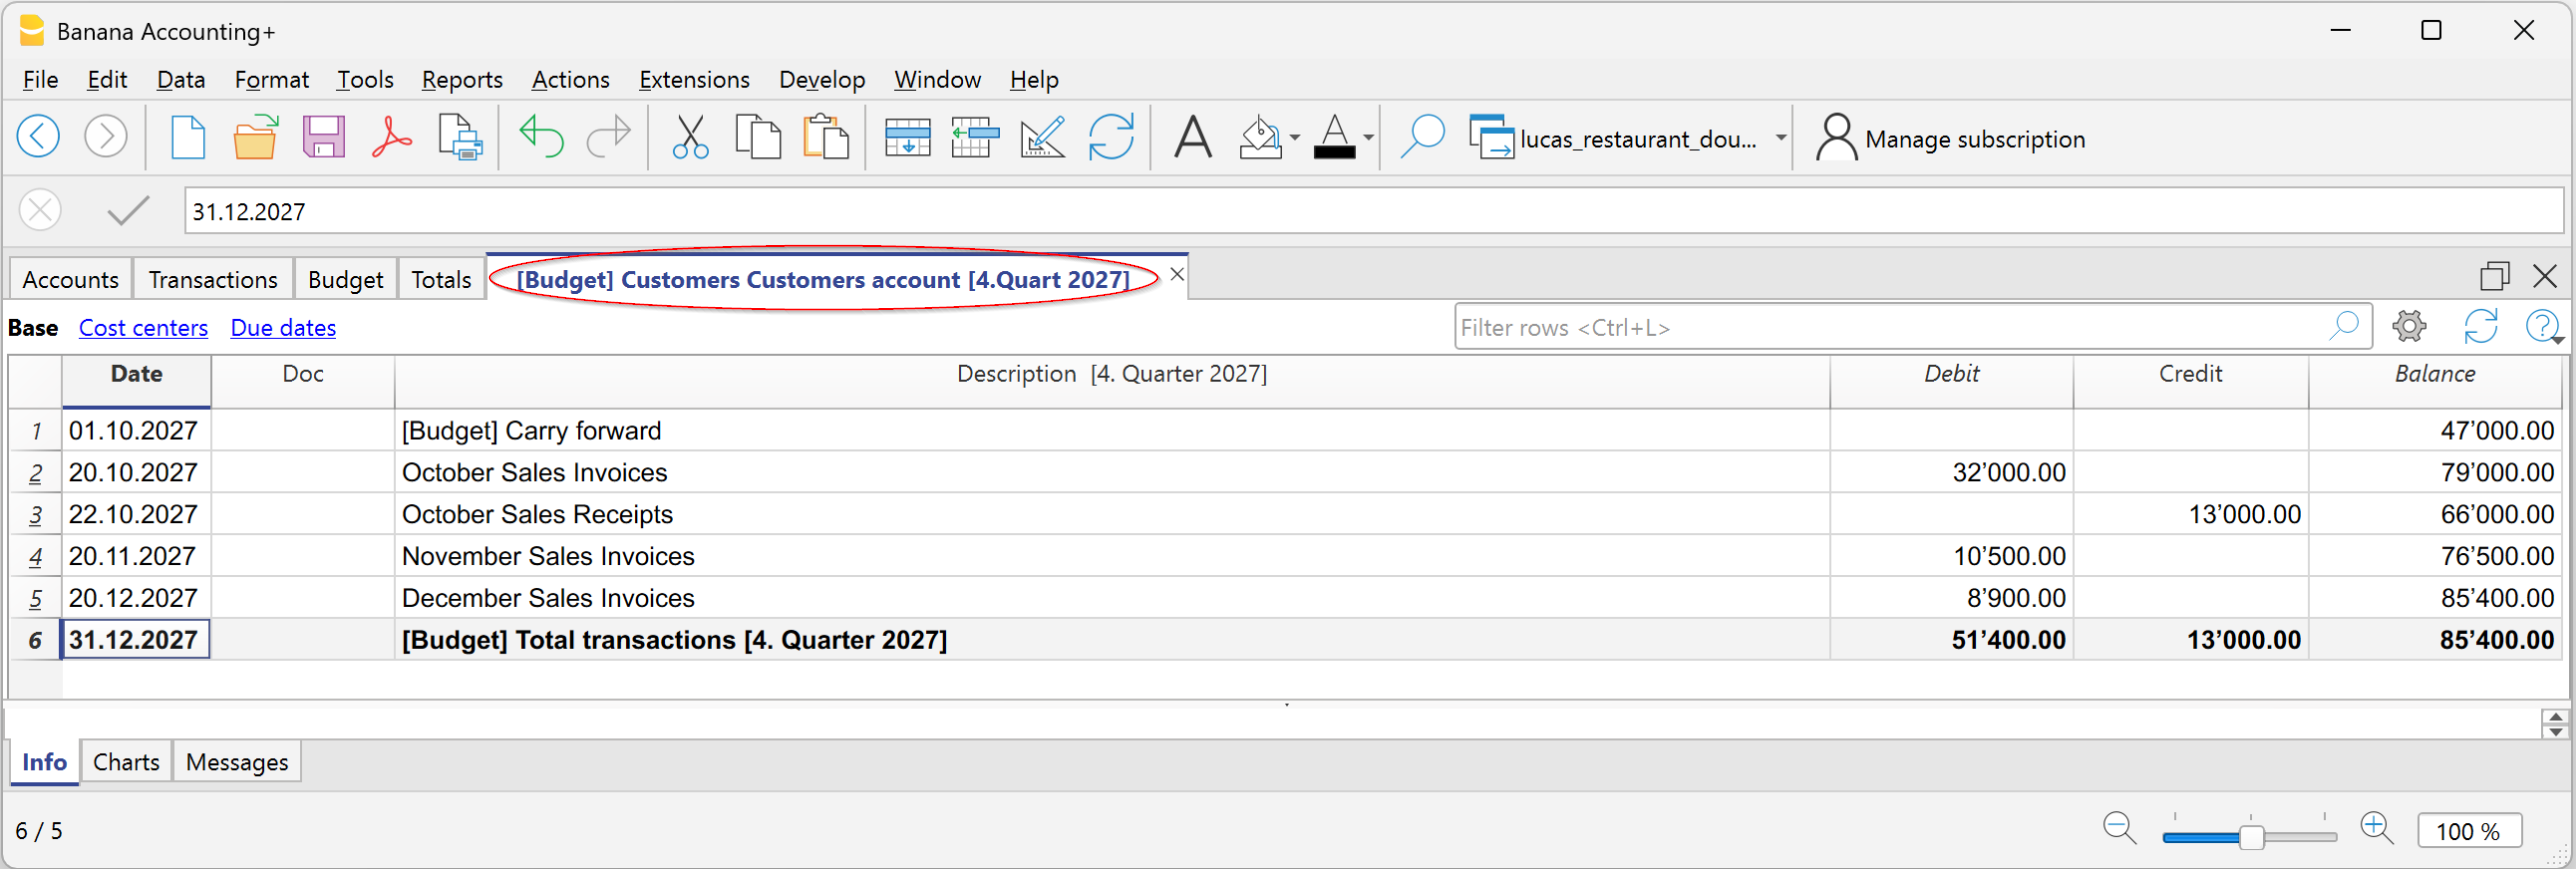 Banana Accounting+
File Edit Data Format Tools Reports Actions Extensions Develop Window Help
lucas_restaurant_dou... Manage subscription
31.12.2027
Accounts Transactions Budget Totals [Budget] Customers Customers account [4.Quart 2027]
Base Cost centers Due dates Filter rows <Ctrl+L>
Date Doc Description [4. Quarter 2027] Debit Credit Balance
1 01.10.2027 [Budget] Carry forward 47’000.00
2 20.10.2027 October Sales Invoices 32’000.00 79’000.00
3 22.10.2027 October Sales Receipts 13’000.00 66’000.00
4 20.11.2027 November Sales Invoices 10’500.00 76’500.00
5 20.12.2027 December Sales Invoices 8’900.00 85’400.00
6 31.12.2027 [Budget] Total transactions [4. Quarter 2027] 51’400.00 13’000.00 85’400.00
Info Charts Messages
6 / 5 100 %